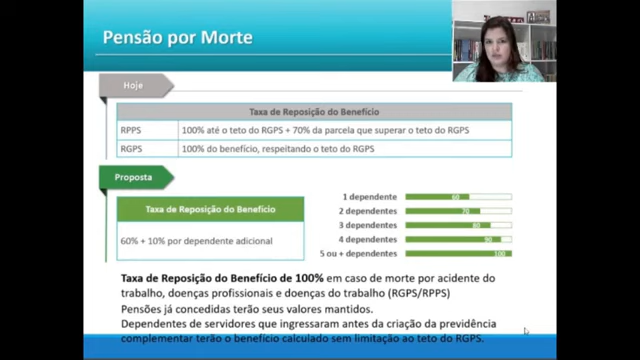 Pensão por Morte
Hoje
Taxa de Reposição do Benefício
RPPS 100% até o teto do RGPS + 70% da parcela que superar o teto do RGPS
RGPS 100% do benefício, respeitando o teto do RGPS
Proposta
Taxa de Reposição do Benefício
60% + 10% por dependente adicional
1 dependente 60
2 dependentes 70
3 dependentes 80
4 dependentes 90
5 ou + dependentes 100
Taxa de Reposição do Benefício de 100% em caso de morte por acidente do
trabalho, doenças profissionais e doenças do trabalho (RGPS/RPPS)
Pensões já concedidas terão seus valores mantidos.
Dependentes de servidores que ingressaram antes da criação da previdência
complementar terão o benefício calculado sem limitação ao teto do RGPS.